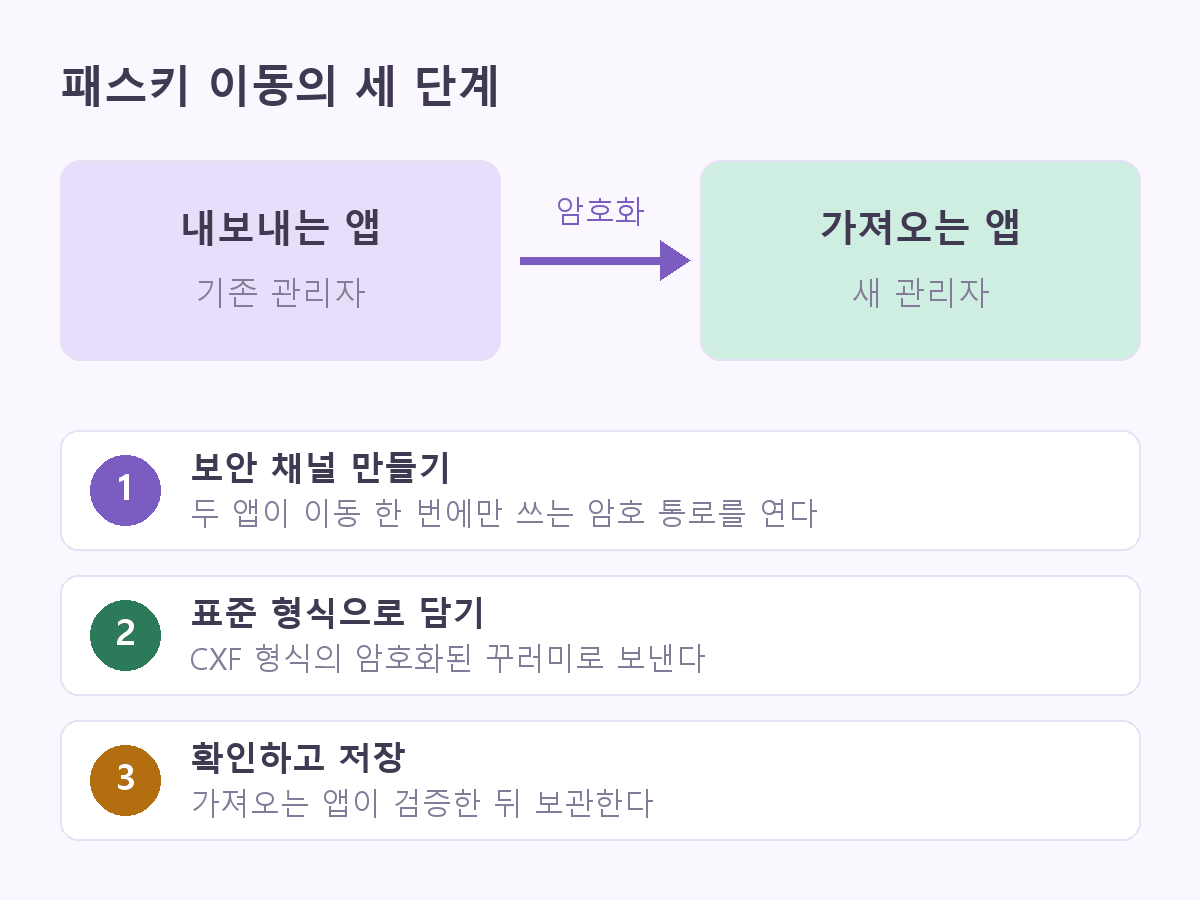 패스키 이동의 세 단계
내보내는 앱
기존 관리자
암호화
가져오는 앱
새 관리자
1
보안 채널 만들기
두 앱이 이동 한 번에만 쓰는 암호 통로를 연다
2
표준 형식으로 담기
CXF 형식의 암호화된 꾸러미로 보낸다
3
확인하고 저장
가져오는 앱이 검증한 뒤 보관한다